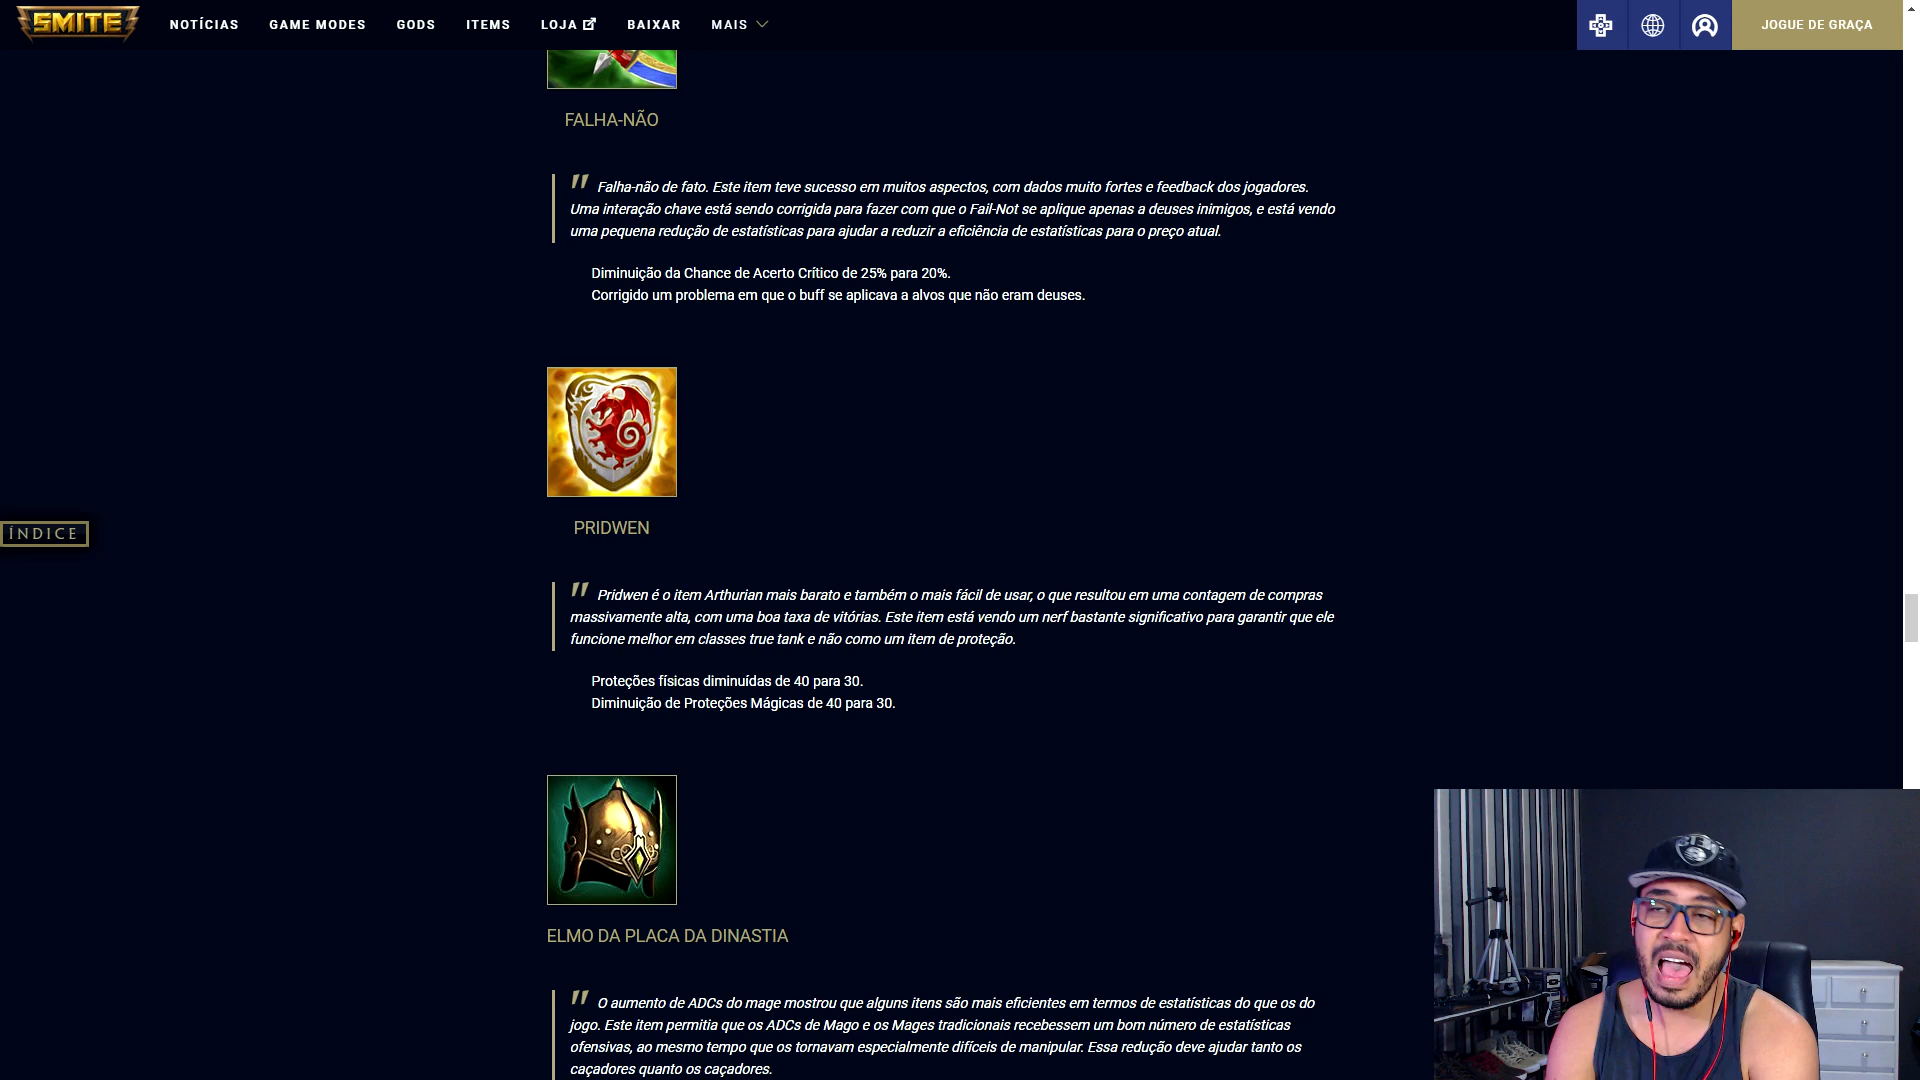 SMITE
NOTÍCIAS
GAME MODES
GODS
ITEMS
LOJA
BAIXAR
MAIS
JOGUE DE GRAÇA
FALHA-NÃO
" Falha-não de fato. Este item teve sucesso em muitos aspectos, com dados muito fortes e feedback dos jogadores.
Uma interação chave está sendo corrigida para fazer com que o Fail-Not se aplique apenas a deuses inimigos, e está vendo
uma pequena redução de estatísticas para ajudar a reduzir a eficiência de estatísticas para o preço atual.
Diminuição da Chance de Acerto Crítico de 25% para 20%.
Corrigido um problema em que o buff se aplicava a alvos que não eram deuses.
PRIDWEN
ÍNDICE
" Pridwen é o item Arthurian mais barato e também o mais fácil de usar, o que resultou em uma contagem de compras
massivamente alta, com uma boa taxa de vitórias. Este item está vendo um nerf bastante significativo para garantir que ele
funcione melhor em classes true tank e não como um item de proteção.
Proteções físicas diminuídas de 40 para 30.
Diminuição de Proteções Mágicas de 40 para 30.
ELMO DA PLACA DA DINASTIA
" O aumento de ADCs do mage mostrou que alguns itens são mais eficientes em termos de estatísticas do que os do
jogo. Este item permitia que os ADCs de Mago e os Mages tradicionais recebessem um bom número de estatísticas
ofensivas, ao mesmo tempo que os tornavam especialmente difíceis de manipular. Essa redução deve ajudar tanto os
caçadores quanto os caçadores.